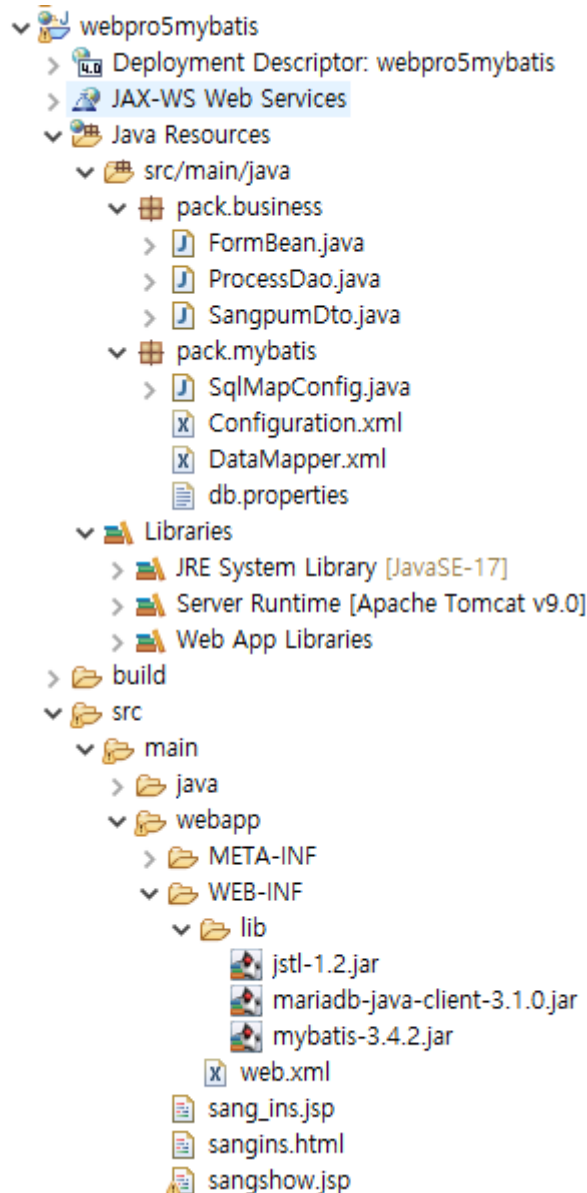 webpro5mybatis
4.0 Deployment Descriptor: webpro5mybatis
JAX-WS Web Services
Java Resources
src/main/java
pack.business
J FormBean.java
J ProcessDao.java
J SangpumDto.java
pack.mybatis
J SqlMapConfig.java
X Configuration.xml
X DataMapper.xml
db.properties
Libraries
JRE System Library [JavaSE-17]
Server Runtime [Apache Tomcat v9.0]
Web App Libraries
build
src
main
java
webapp
META-INF
WEB-INF
lib
jstl-1.2.jar
mariadb-java-client-3.1.0.jar
mybatis-3.4.2.jar
X web.xml
sang_ins.jsp
sangins.html
sangshow.jsp